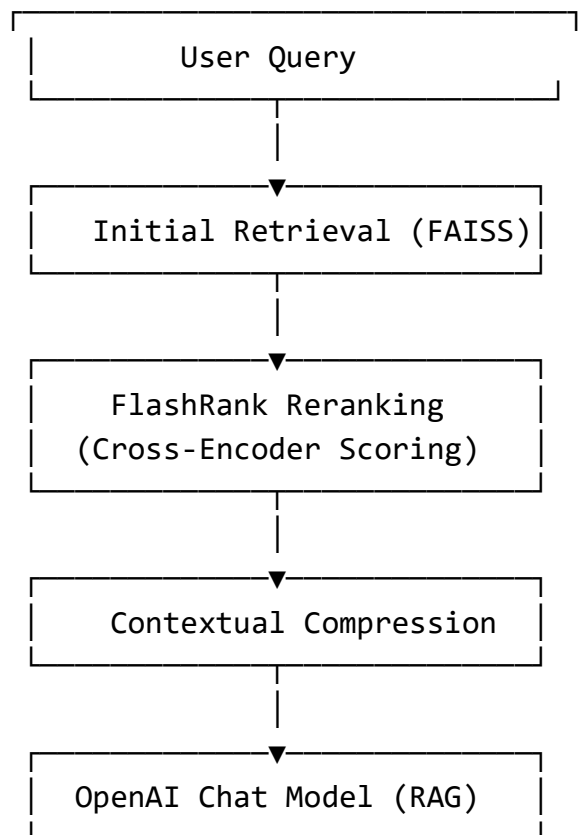 User Query
Initial Retrieval (FAISS)
FlashRank Reranking
(Cross-Encoder Scoring)
Contextual Compression
OpenAI Chat Model (RAG)